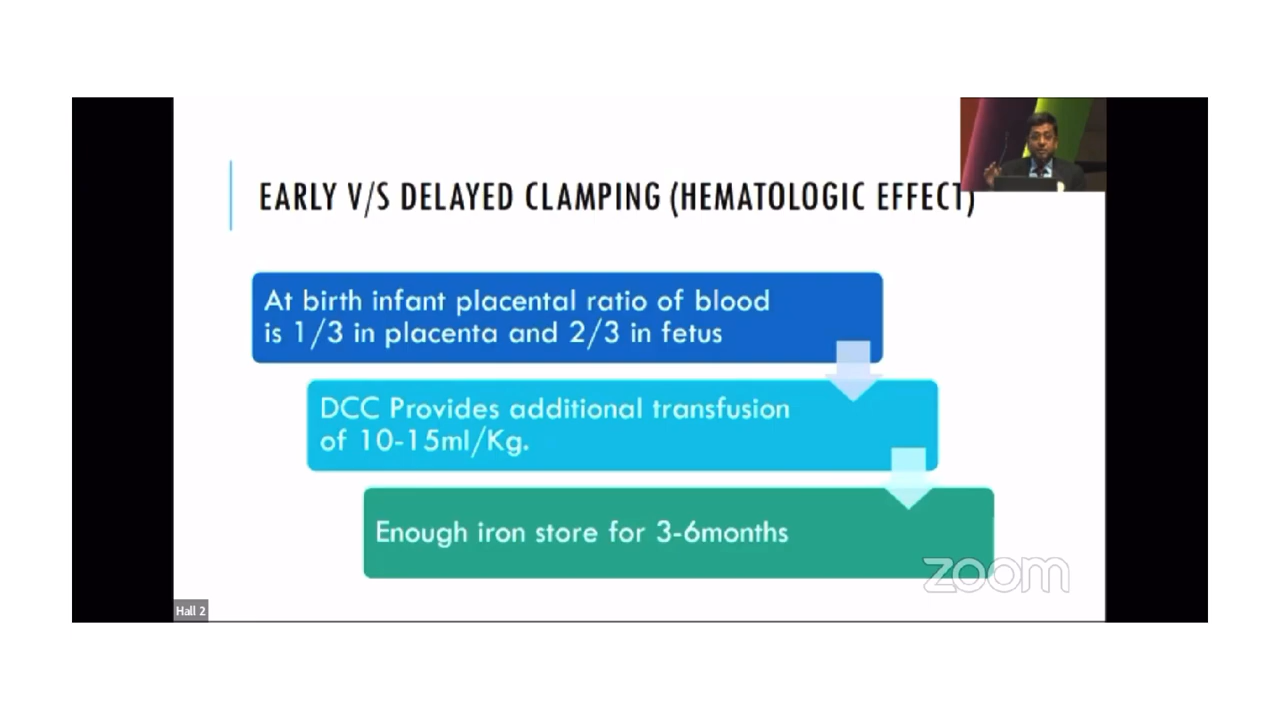 EARLY V/S DELAYED CLAMPING (HEMATOLOGIC EFFECT)
At birth infant placental ratio of blood
is 1/3 in placenta and 2/3 in fetus
DCC Provides additional transfusion
of 10-15ml/Kg.
Enough iron store for 3-6months
zoom
Hall 2